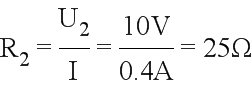 R₂ = U₂/I = 10V/0.4A = 25Ω